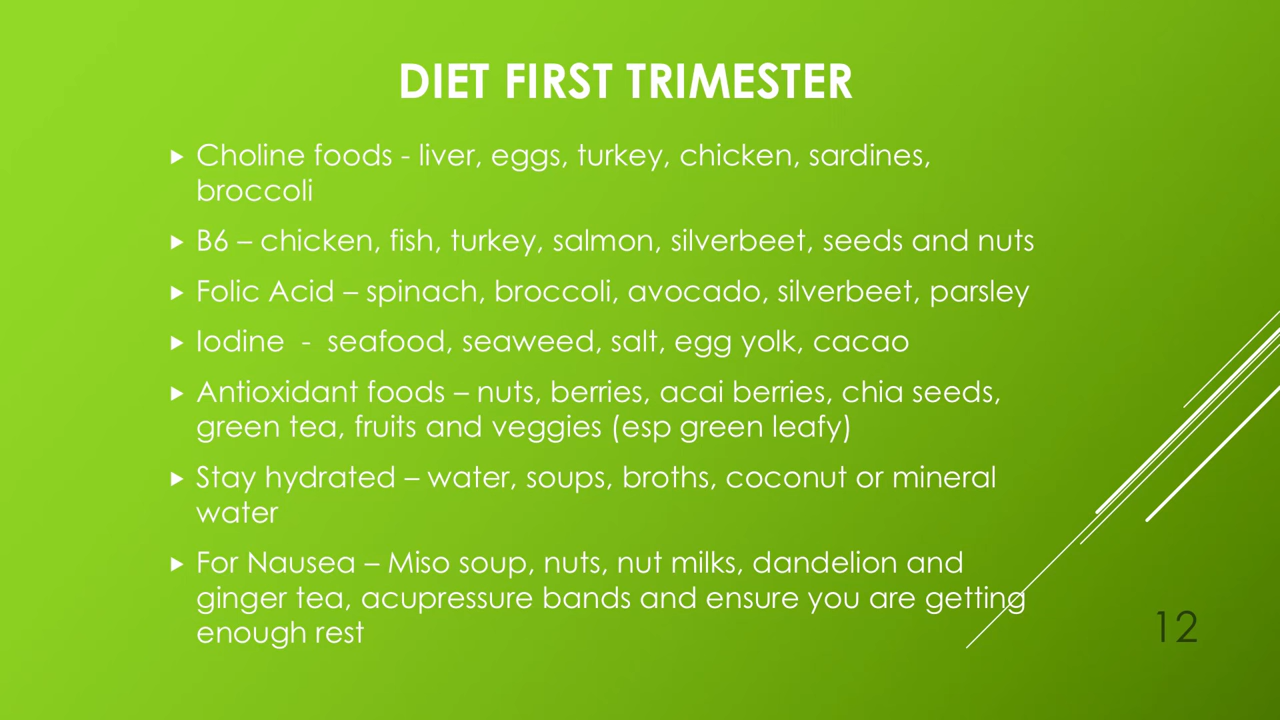 DIET FIRST TRIMESTER
Choline foods - liver, eggs, turkey, chicken, sardines,
broccoli
B6 – chicken, fish, turkey, salmon, silverbeet, seeds and nuts
Folic Acid – spinach, broccoli, avocado, silverbeet, parsley
Iodine  -  seafood, seaweed, salt, egg yolk, cacao
Antioxidant foods – nuts, berries, acai berries, chia seeds,
green tea, fruits and veggies (esp green leafy)
Stay hydrated – water, soups, broths, coconut or mineral
water
For Nausea – Miso soup, nuts, nut milks, dandelion and
ginger tea, acupressure bands and ensure you are getting
enough rest
12